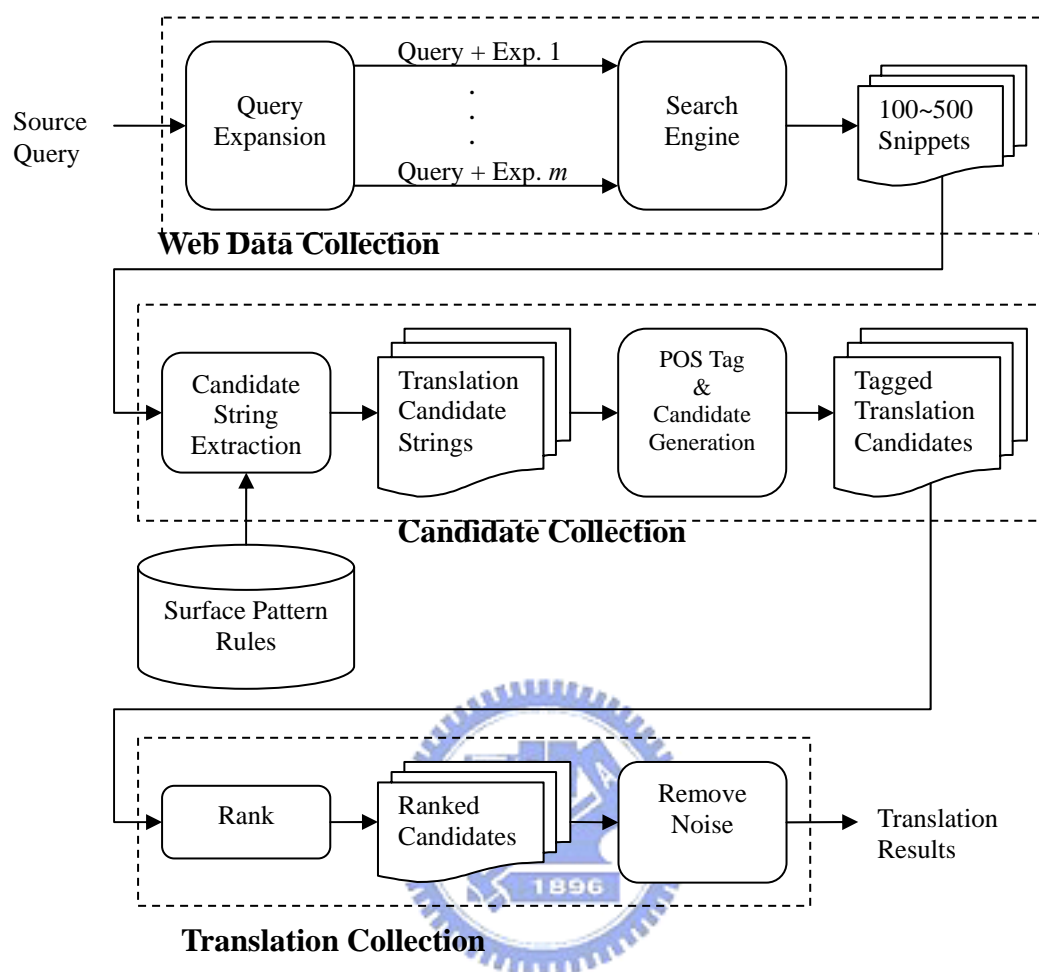 Source
Query
Query
Expansion
Query + Exp. 1
.
.
.
Query + Exp. m
Search
Engine
100~500
Snippets
Web Data Collection
Candidate
String
Extraction
Translation
Candidate
Strings
POS Tag
&
Candidate
Generation
Tagged
Translation
Candidates
Candidate Collection
Surface Pattern
Rules
Rank
Ranked
Candidates
Remove
Noise
Translation
Results
1896
Translation Collection